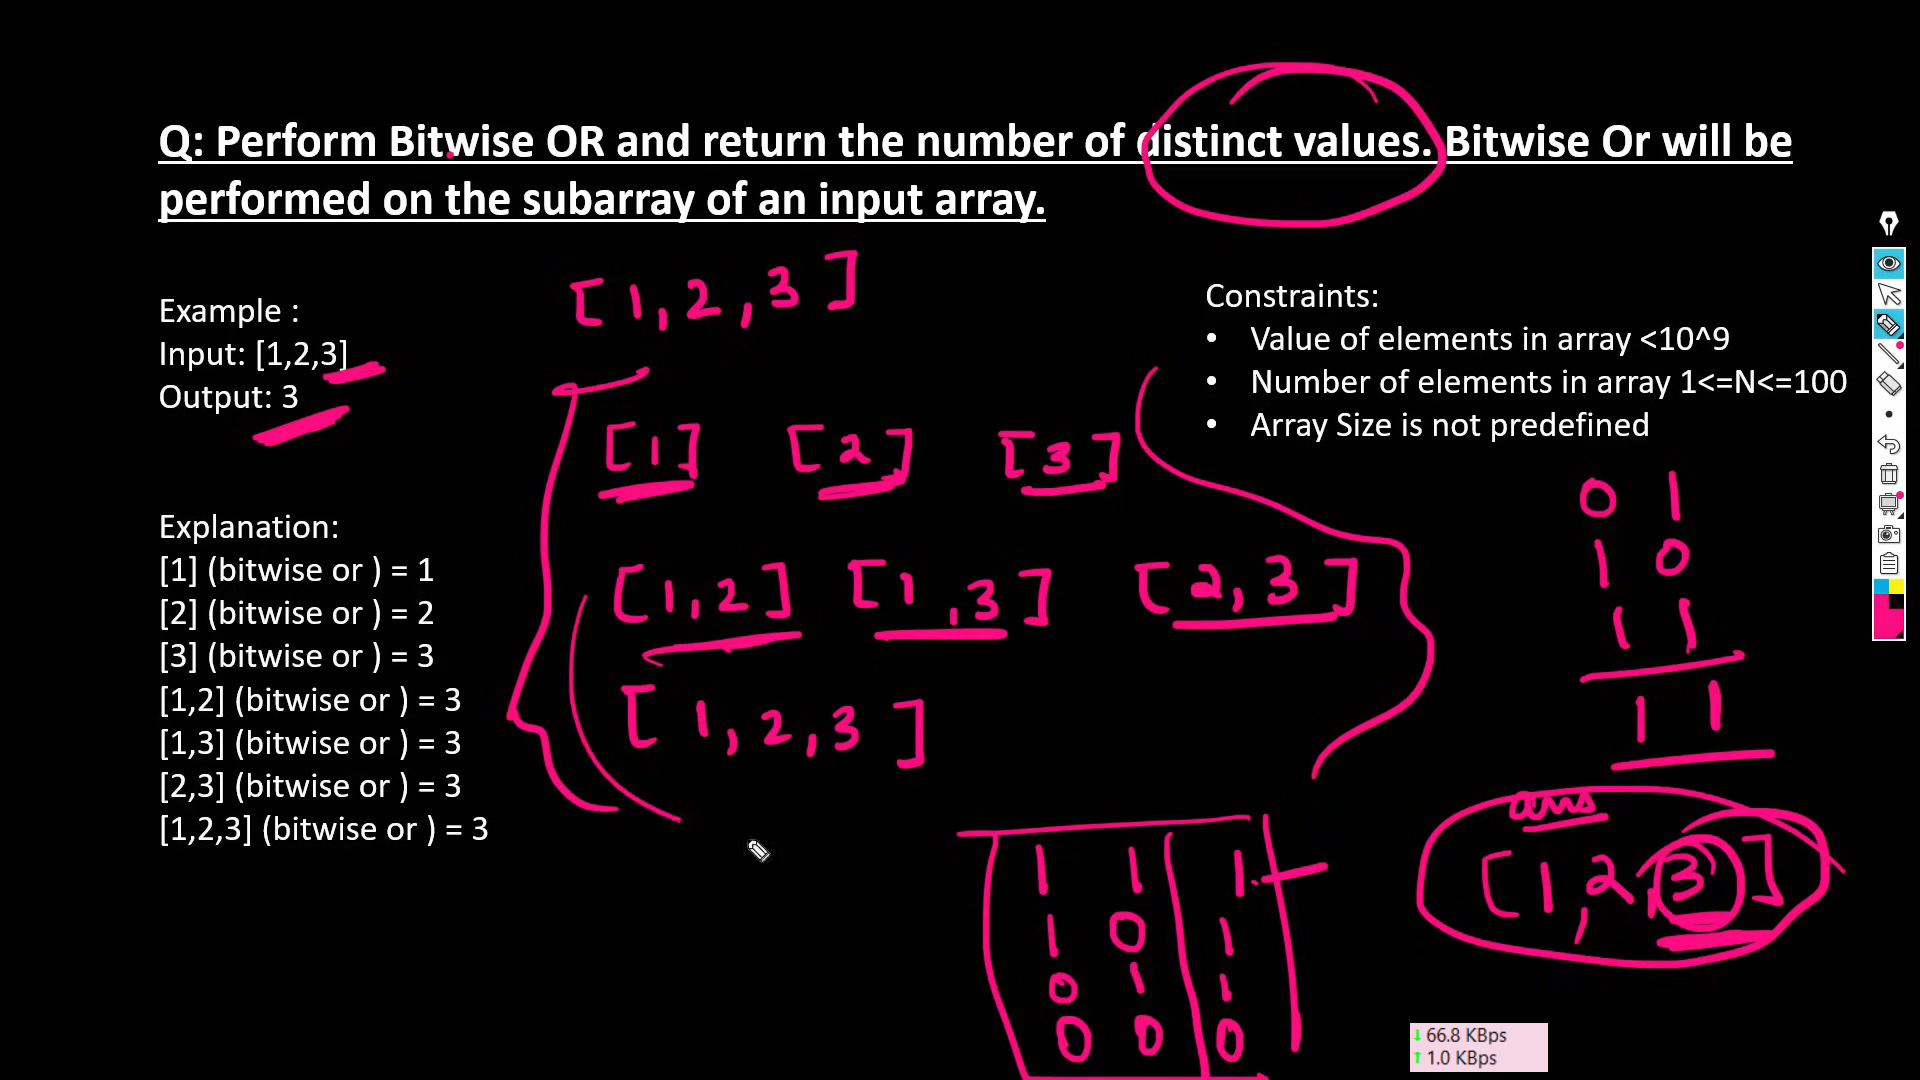 Q: Perform Bitwise OR and return the number of distinct values. Bitwise Or will be
performed on the subarray of an input array.
Example :
Input: [1,2,3]
Output: 3
[1,2,3]
Constraints:
• Value of elements in array <10^9
• Number of elements in array 1<=N<=100
• Array Size is not predefined
[1] [2] [3]
[1,2] [1,3] [2,3]
[1,2,3]
Explanation:
[1] (bitwise or ) = 1
[2] (bitwise or ) = 2
[3] (bitwise or ) = 3
[1,2] (bitwise or ) = 3
[1,3] (bitwise or ) = 3
[2,3] (bitwise or ) = 3
[1,2,3] (bitwise or ) = 3
0 1
1 0
1 1
1 1
ans
[1,2,3]
1 1 1
1 0 1
0 1 1
0 0 0
↓ 66.8 KBps
↑ 1.0 KBps